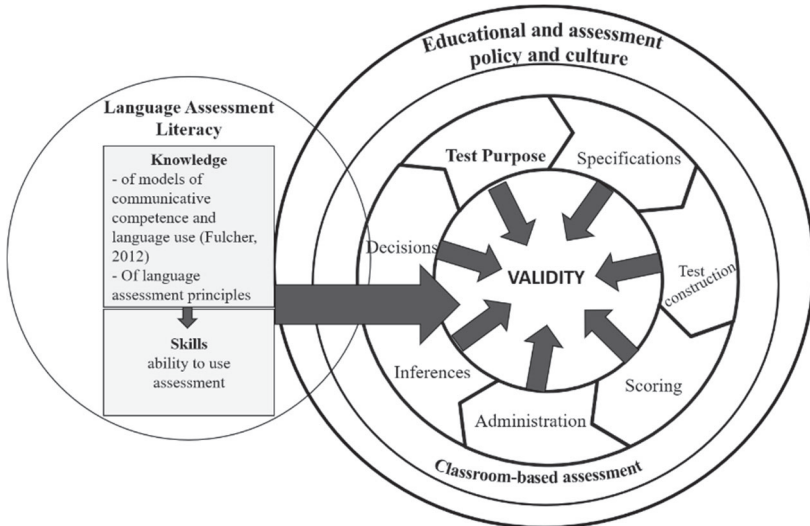 Educational and assessment
policy and culture
Language Assessment
Literacy
Knowledge
- of models of
communicative
competence and
language use (Fulcher,
2012)
- Of language
assessment principles
Skills
ability to use
assessment
Test Purpose
Specifications
Decisions
VALIDITY
Test
construction
Inferences
Scoring
Administration
Classroom-based assessment